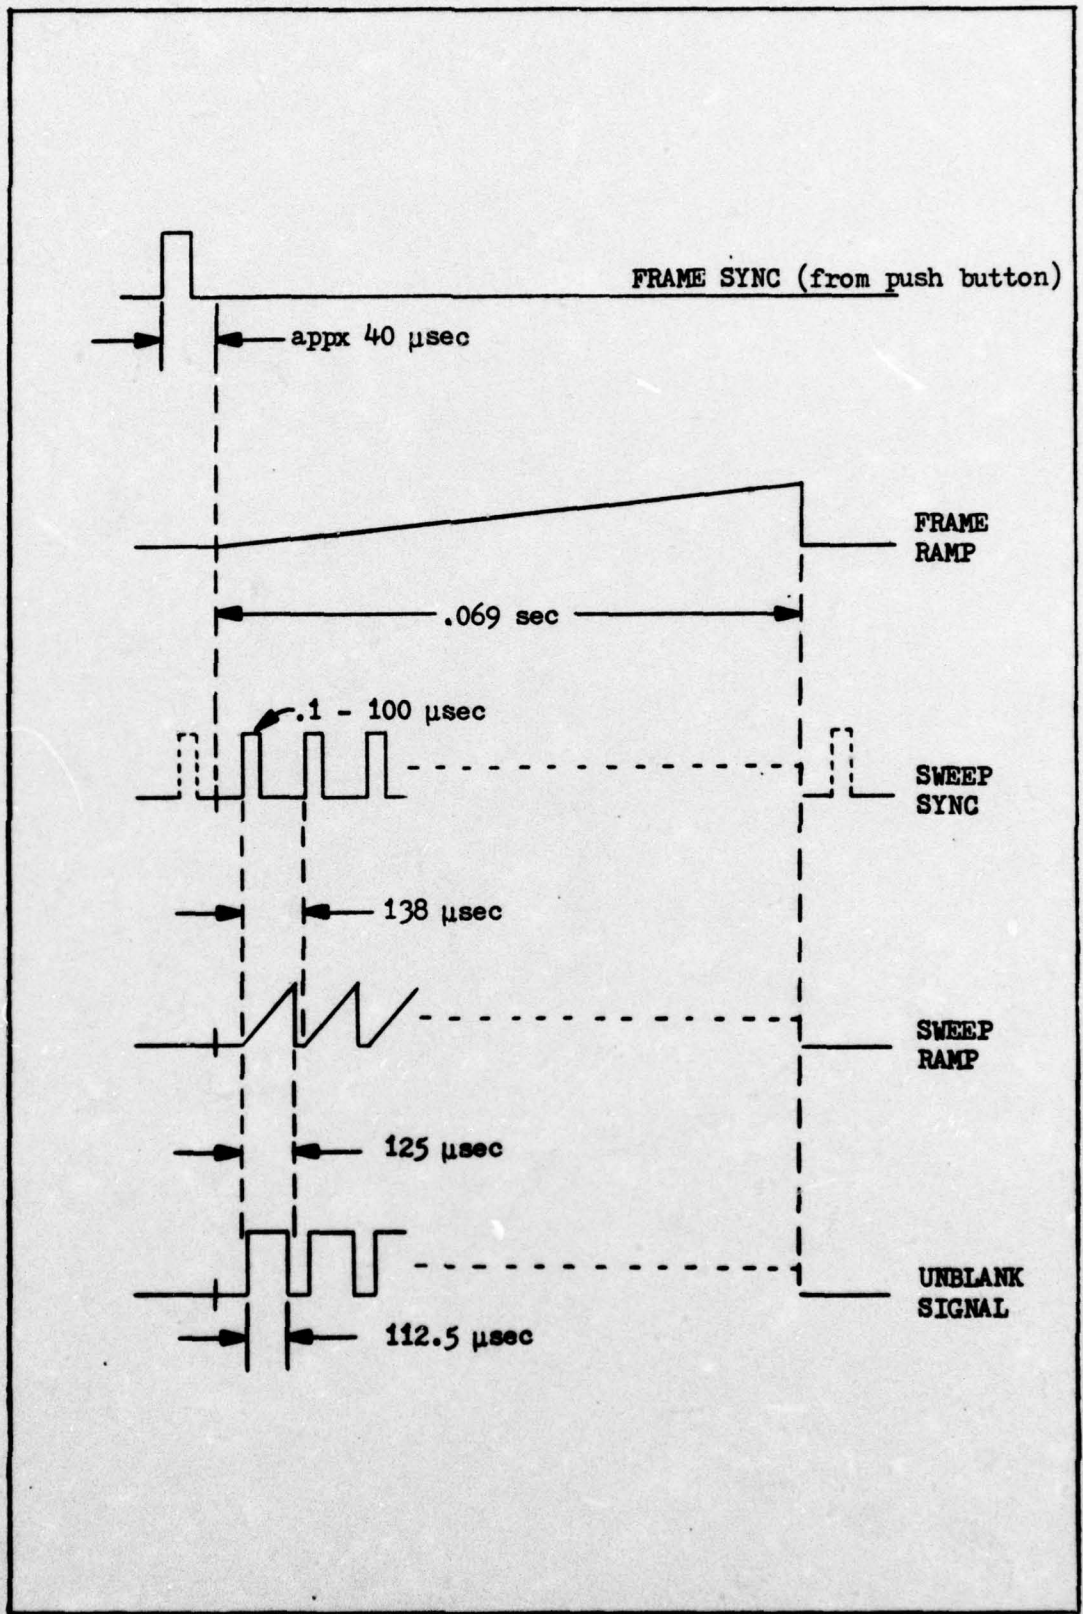 FRAME SYNC (from push button)
appx 40 µsec
FRAME
RAMP
.069 sec
.1 - 100 µsec
SWEEP
SYNC
138 µsec
SWEEP
RAMP
125 µsec
UNBLANK
SIGNAL
112.5 µsec